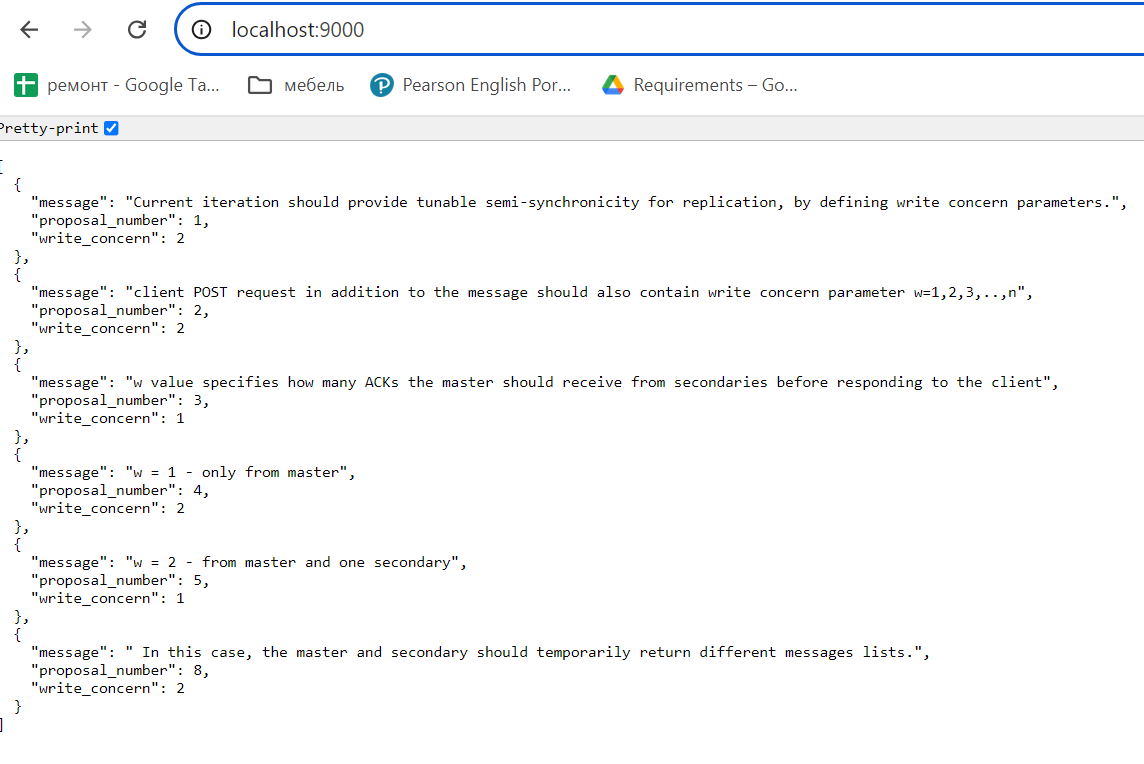 localhost:9000
ремонт - Google Ta... мебель Pearson English Por... Requirements – Go...
Pretty-print
[
  {
    "message": "Current iteration should provide tunable semi-synchronicity for replication, by defining write concern parameters.",
    "proposal_number": 1,
    "write_concern": 2
  },
  {
    "message": "client POST request in addition to the message should also contain write concern parameter w=1,2,3,..,n",
    "proposal_number": 2,
    "write_concern": 2
  },
  {
    "message": "w value specifies how many ACKs the master should receive from secondaries before responding to the client",
    "proposal_number": 3,
    "write_concern": 1
  },
  {
    "message": "w = 1 - only from master",
    "proposal_number": 4,
    "write_concern": 2
  },
  {
    "message": "w = 2 - from master and one secondary",
    "proposal_number": 5,
    "write_concern": 1
  },
  {
    "message": " In this case, the master and secondary should temporarily return different messages lists.",
    "proposal_number": 8,
    "write_concern": 2
  }
]